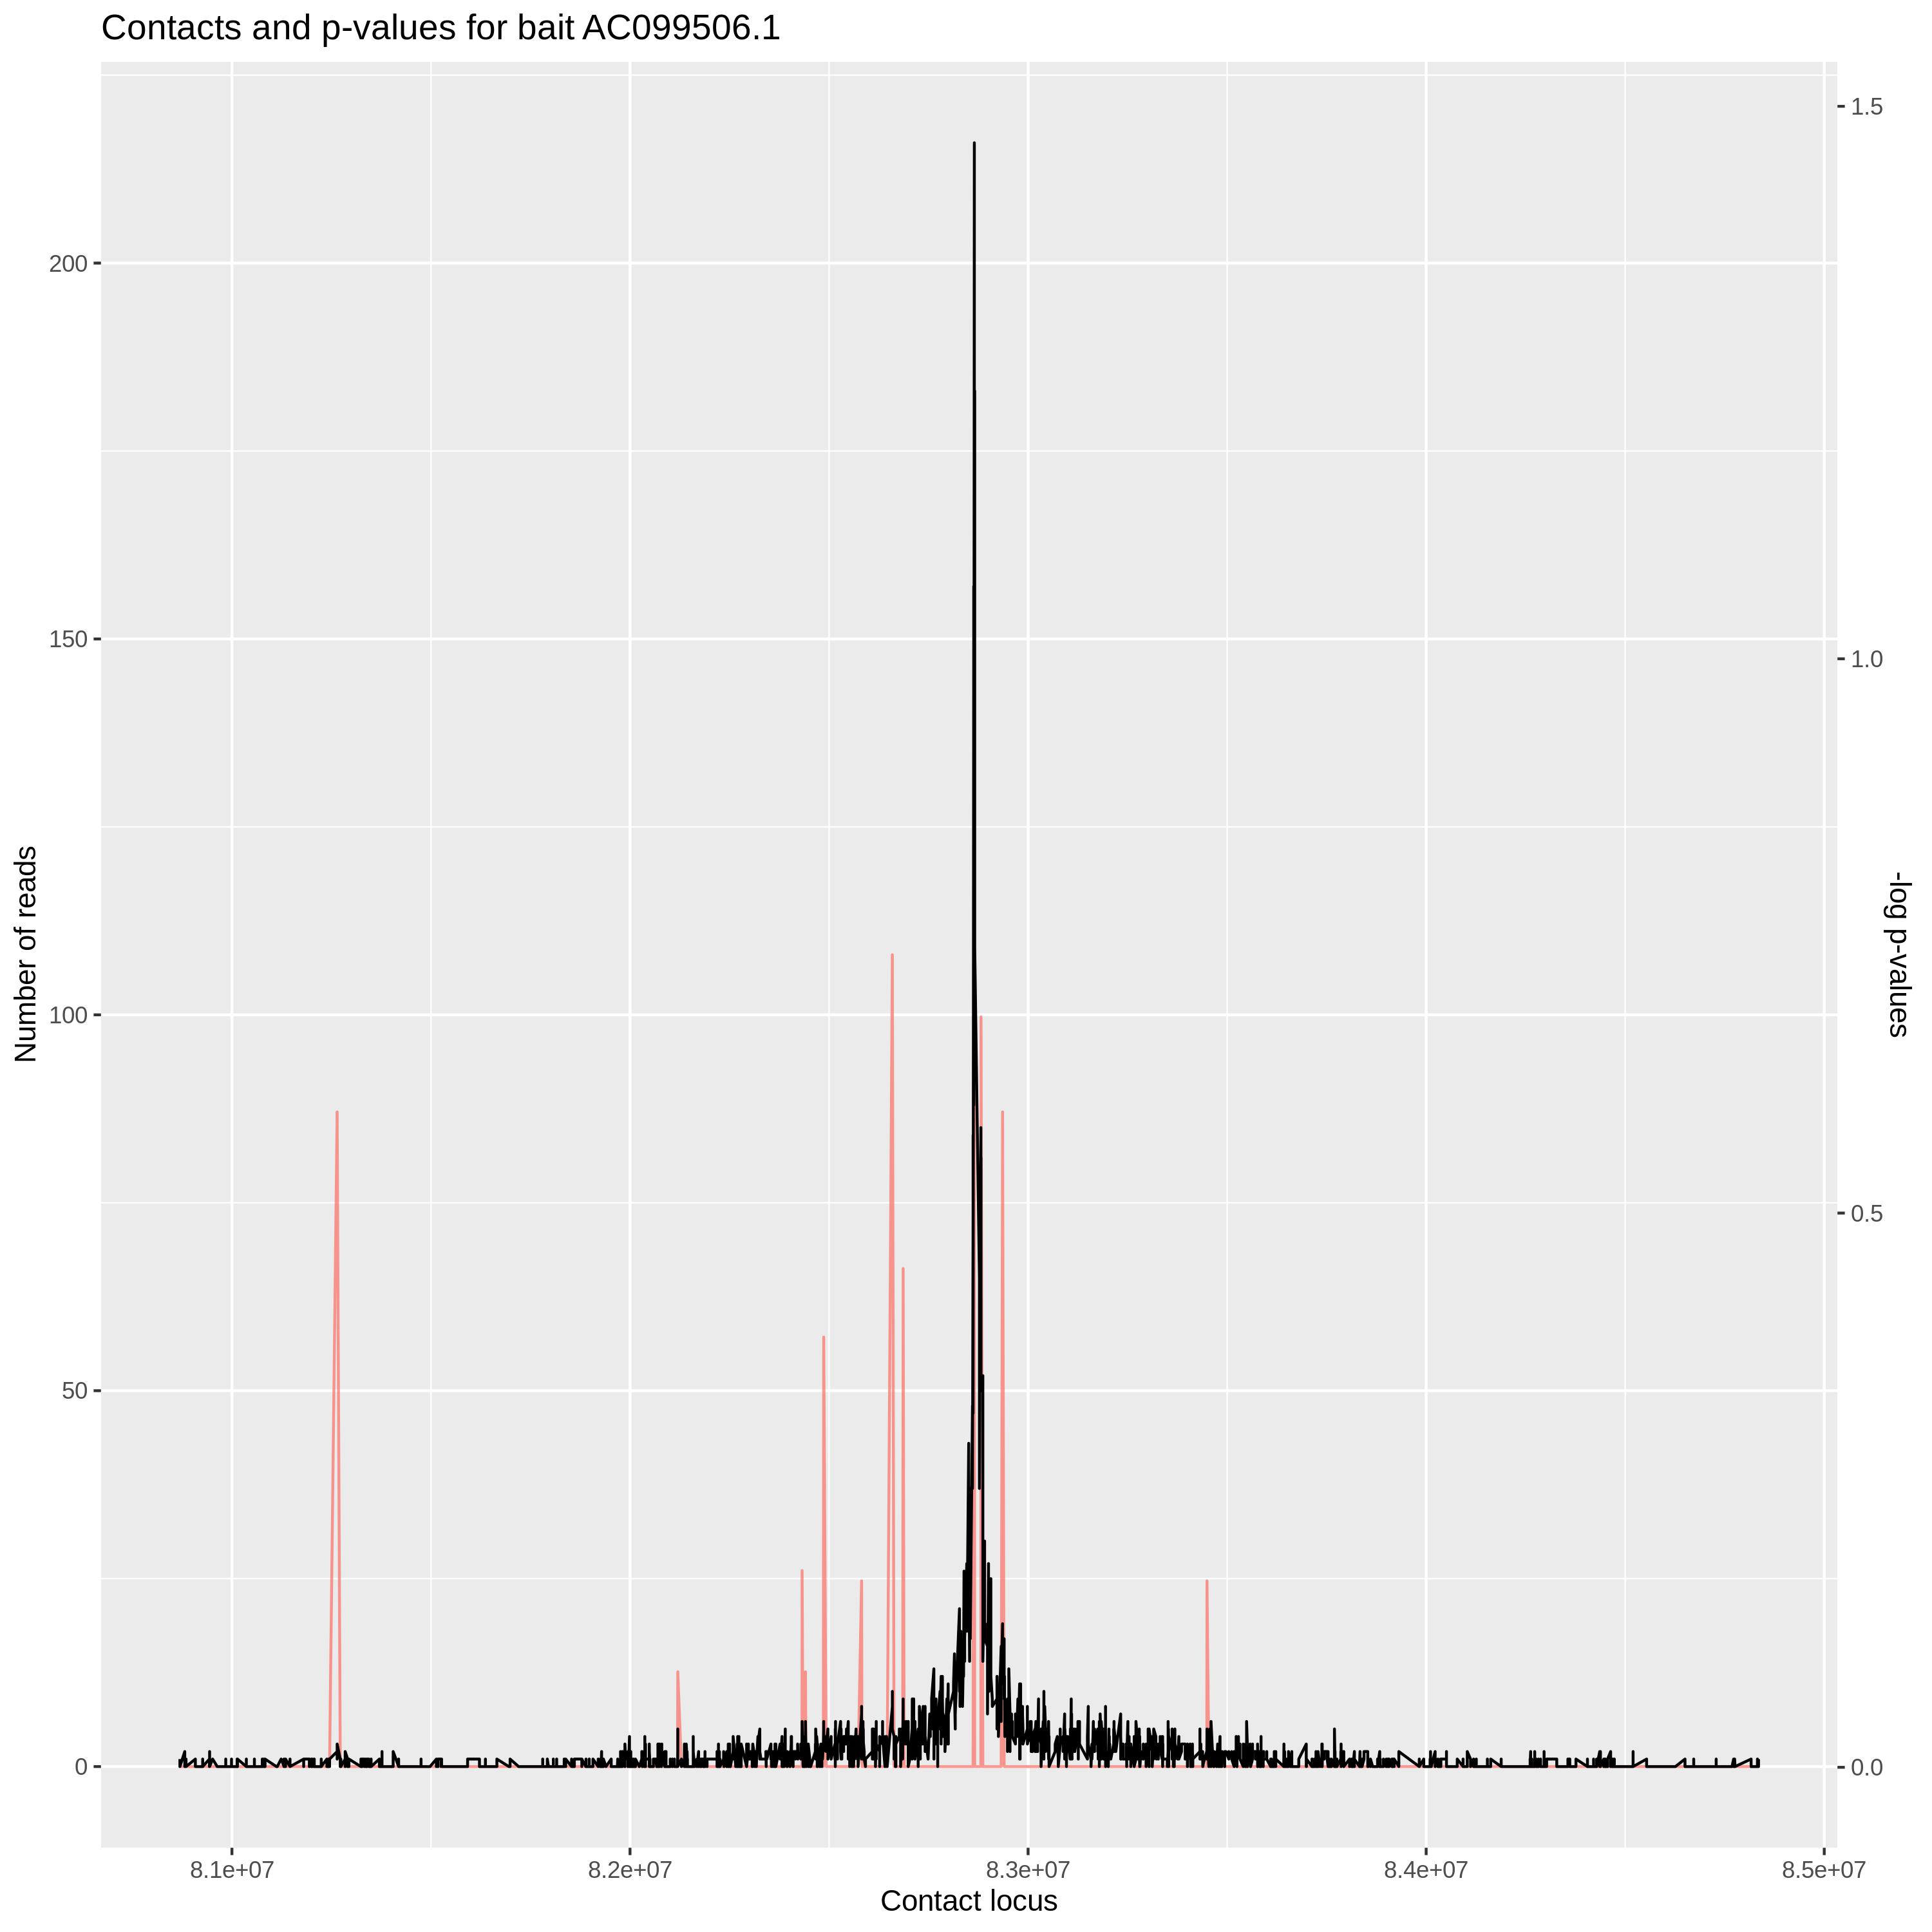 Contacts and p-values for bait AC099506.1
200
150
100
50
0
1.5
1.0
0.5
0.0
Number of reads
-log p-values
8.1e+07
8.2e+07
8.3e+07
8.4e+07
8.5e+07
Contact locus